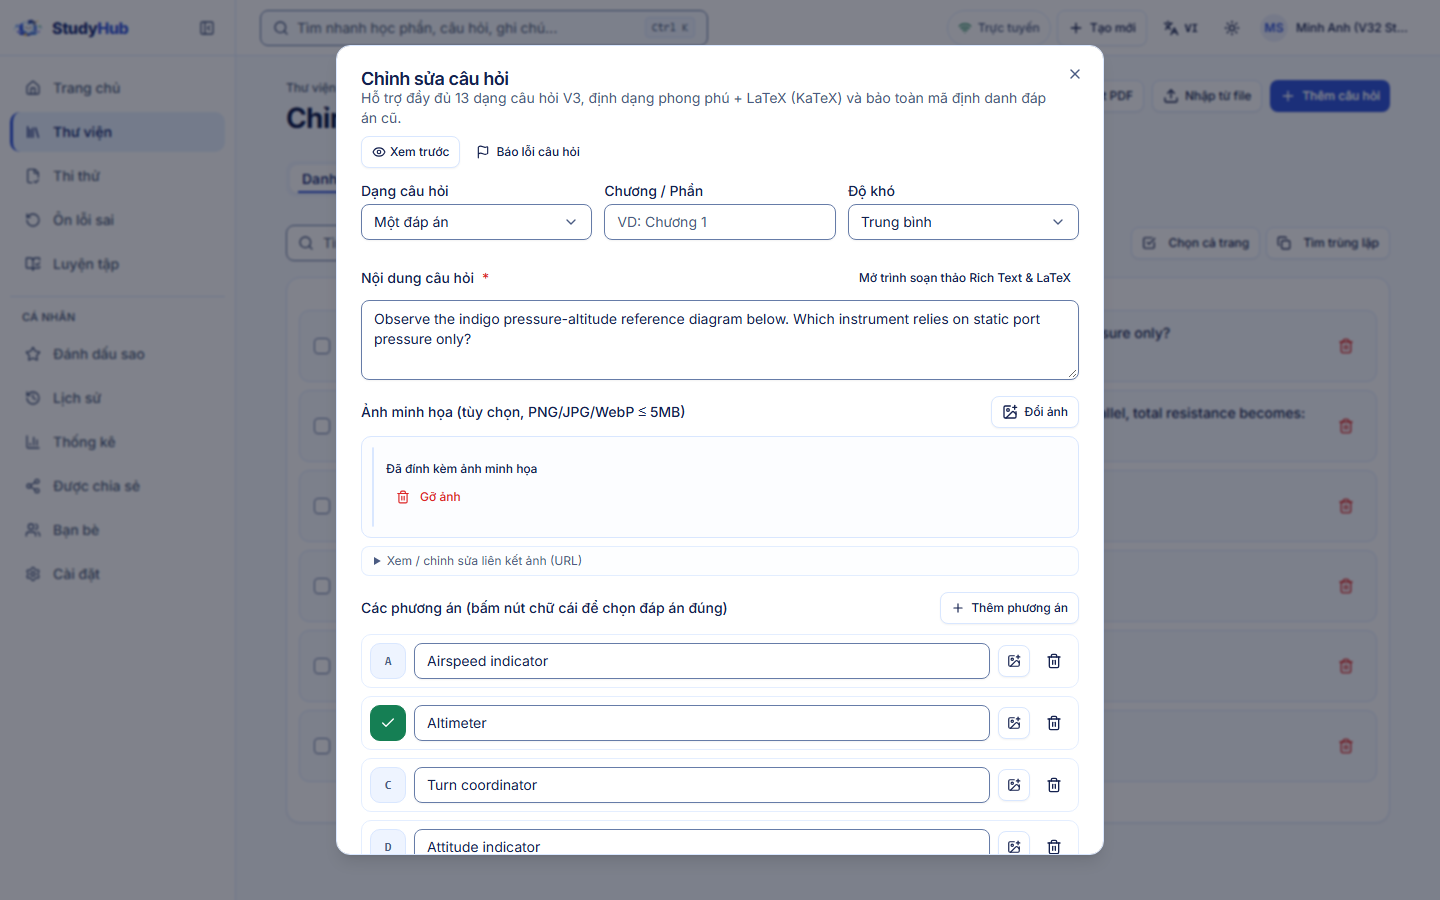 StudyHub
Tìm nhanh học phần, câu hỏi, ghi chú...
Ctrl K
Trực tuyến
Tạo mới
VI
MS
Minh Anh (V32 St...
Trang chủ
Thư viện
Thi thử
Ôn lỗi sai
Luyện tập
CÁ NHÂN
Đánh dấu sao
Lịch sử
Thống kê
Được chia sẻ
Bạn bè
Cài đặt
Thư viện
PDF
Nhập từ file
Thêm câu hỏi
Chọn cả trang
Tìm trùng lặp
sure only?
allel, total resistance becomes:
Chỉnh sửa câu hỏi
Hỗ trợ đầy đủ 13 dạng câu hỏi V3, định dạng phong phú + LaTeX (KaTeX) và bảo toàn mã định danh đáp
án cũ.
Xem trước
Báo lỗi câu hỏi
Dạng câu hỏi
Chương / Phần
Độ khó
Một đáp án
VD: Chương 1
Trung bình
Nội dung câu hỏi *
Mở trình soạn thảo Rich Text & LaTeX
Observe the indigo pressure-altitude reference diagram below. Which instrument relies on static port
pressure only?
Ảnh minh họa (tùy chọn, PNG/JPG/WebP ≤ 5MB)
Đổi ảnh
Đã đính kèm ảnh minh họa
Gỡ ảnh
Xem / chỉnh sửa liên kết ảnh (URL)
Các phương án (bấm nút chữ cái để chọn đáp án đúng)
Thêm phương án
A
Airspeed indicator
Altimeter
C
Turn coordinator
D
Attitude indicator